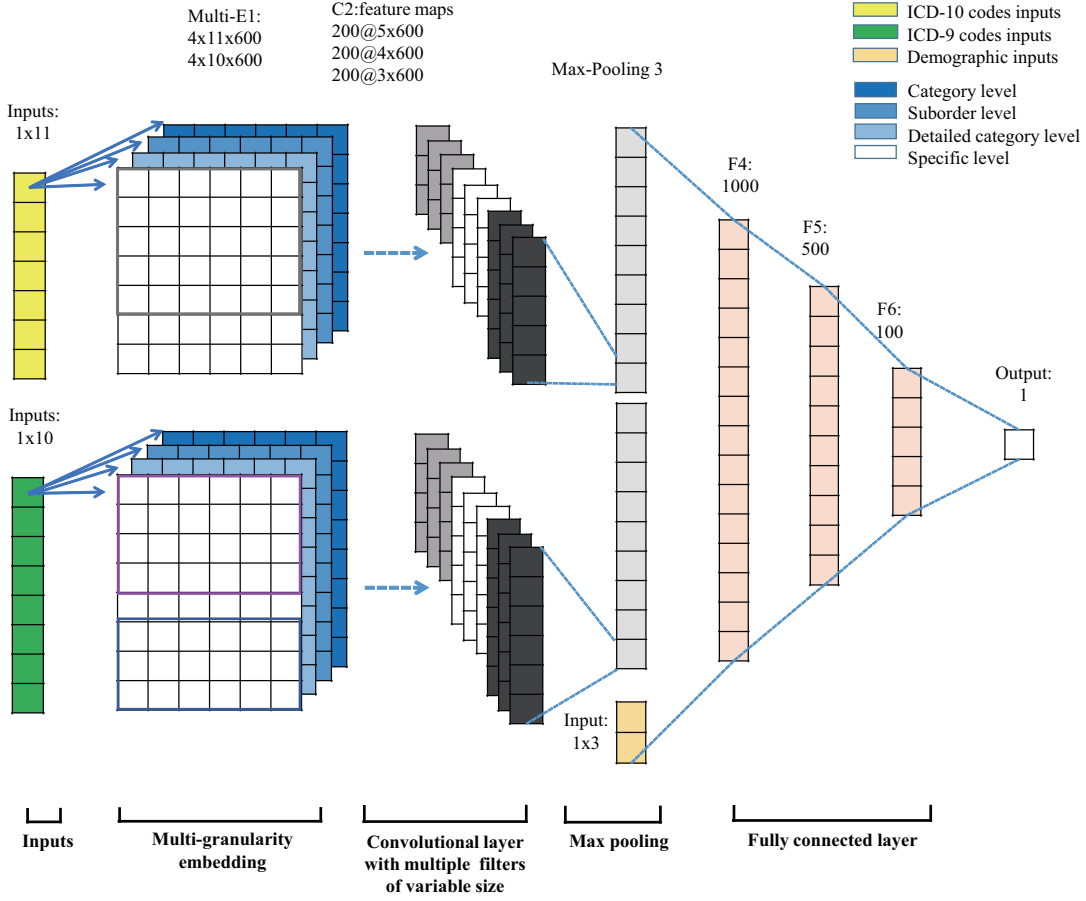 Multi-E1:
4x11x600
4x10x600
C2:feature maps
200@5x600
200@4x600
200@3x600
Max-Pooling 3
ICD-10 codes inputs
ICD-9 codes inputs
Demographic inputs
Category level
Suborder level
Detailed category level
Specific level
Inputs:
1x11
F4:
1000
F5:
500
F6:
100
Output:
1
Inputs:
1x10
Input:
1x3
Inputs
Multi-granularity
embedding
Convolutional layer
with multiple filters
of variable size
Max pooling
Fully connected layer